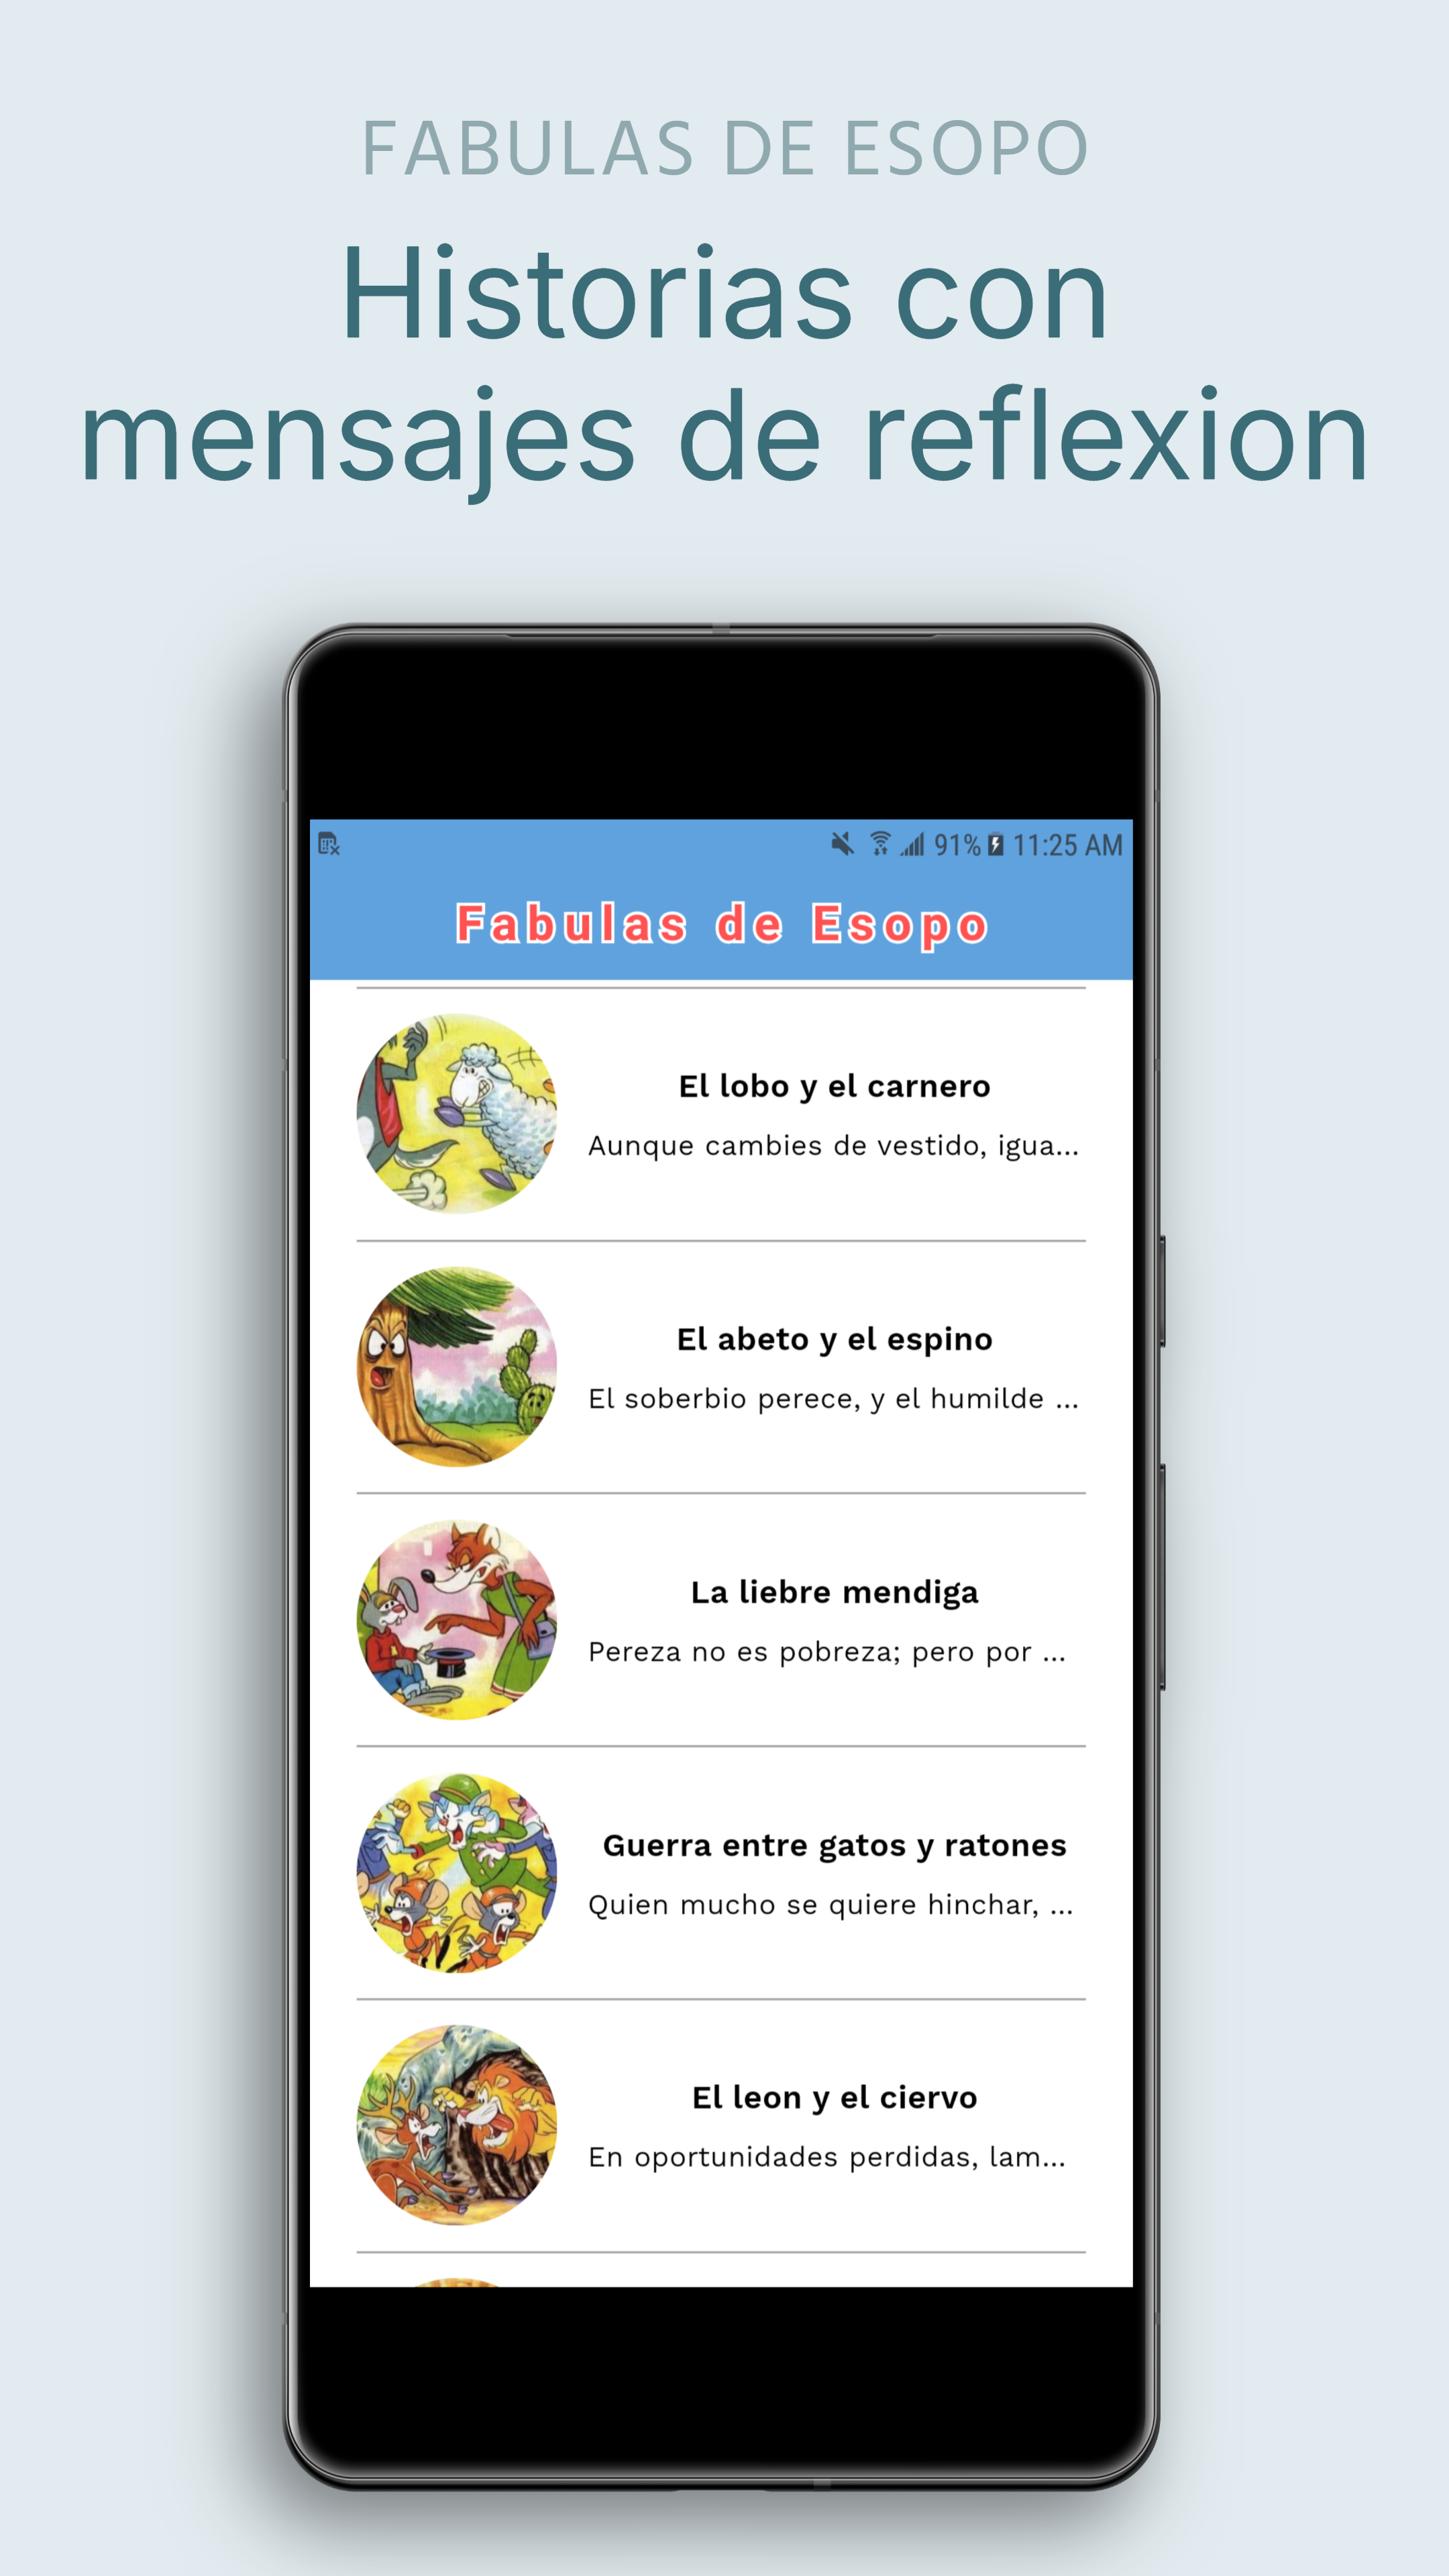 FABULAS DE ESOPO
Historias con
mensajes de reflexion
91% 11:25 AM
Fabulas de Esopo
El lobo y el carnero
Aunque cambies de vestido, igua...
El abeto y el espino
El soberbio perece, y el humilde ...
La liebre mendiga
Pereza no es pobreza; pero por ...
Guerra entre gatos y ratones
Quien mucho se quiere hinchar, ...
El leon y el ciervo
En oportunidades perdidas, lam...